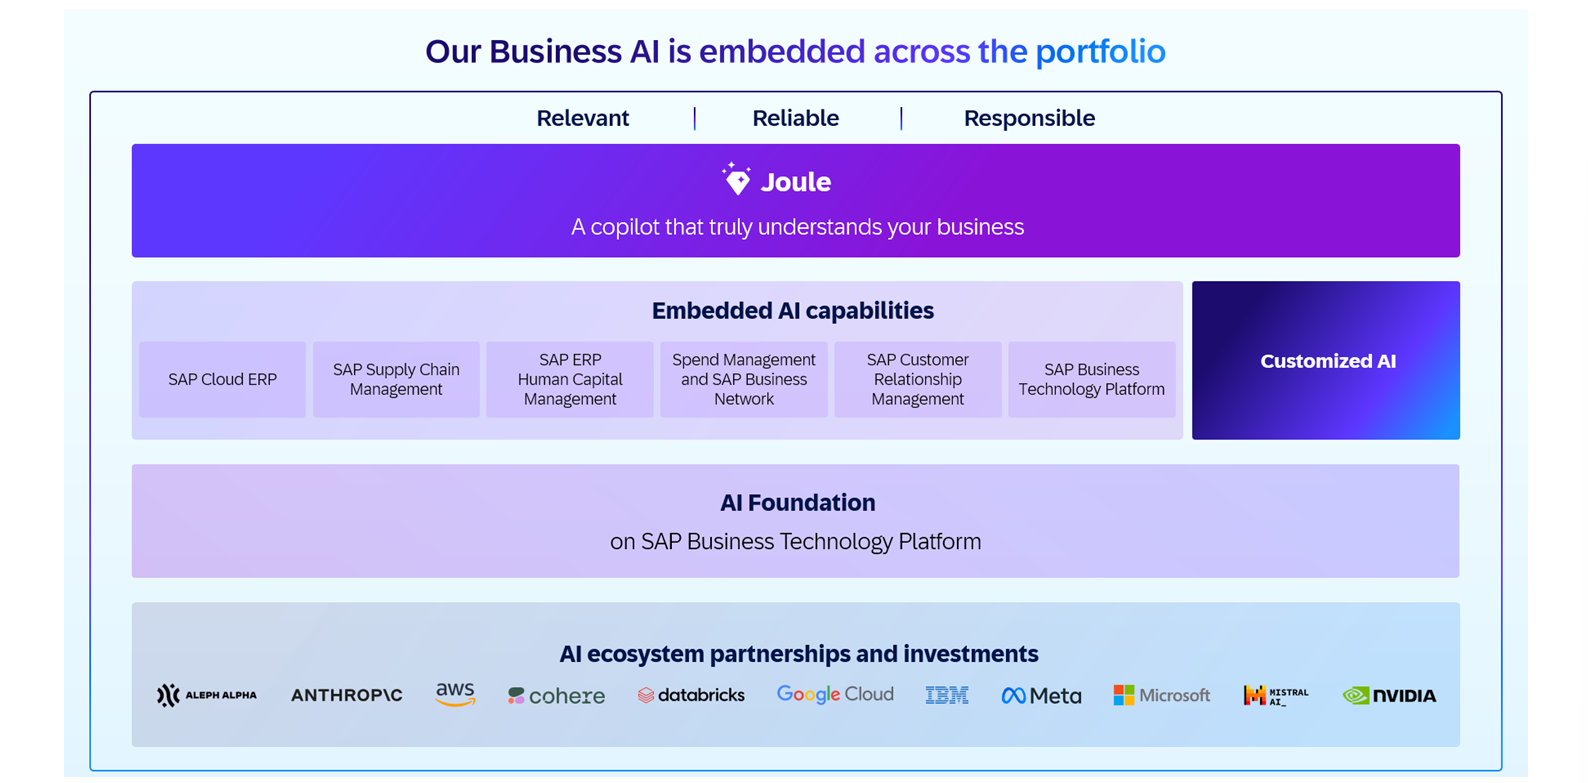 Our Business AI is embedded across the portfolio
Relevant | Reliable | Responsible
Joule
A copilot that truly understands your business
Embedded AI capabilities
SAP Cloud ERP
SAP Supply Chain
Management
SAP ERP
Human Capital
Management
Spend Management
and SAP Business
Network
SAP Customer
Relationship
Management
SAP Business
Technology Platform
Customized AI
AI Foundation
on SAP Business Technology Platform
AI ecosystem partnerships and investments
ALEPH ALPHA
ANTHROP\C
aws
cohere
databricks
Google Cloud
IBM
Meta
Microsoft
MISTRAL
AI_
NVIDIA